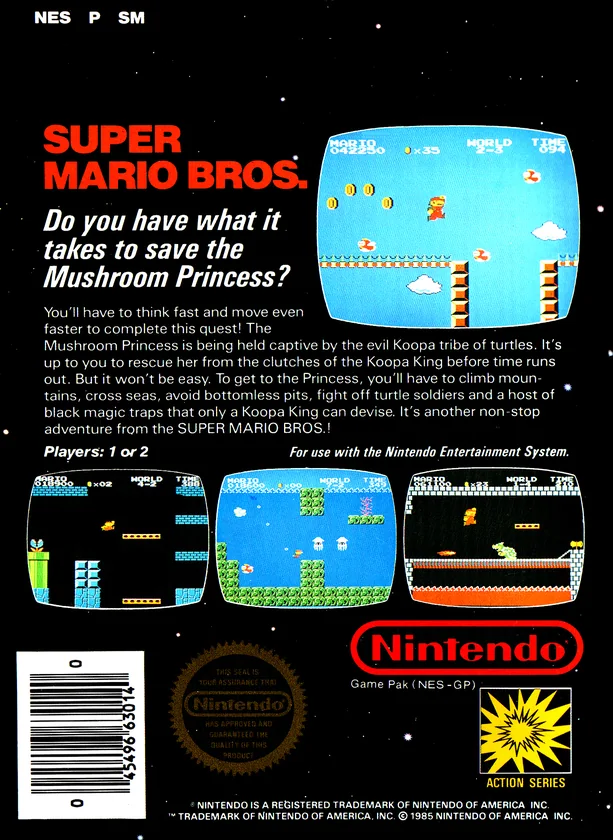 NES P SM
SUPER
MARIO BROS.
Do you have what it
takes to save the
Mushroom Princess?
MARIO WORLD TIME
042250 x35 2-3 094
You'll have to think fast and move even
faster to complete this quest! The
Mushroom Princess is being held captive by the evil Koopa tribe of turtles. It's
up to you to rescue her from the clutches of the Koopa King before time runs
out. But it won't be easy. To get to the Princess, you'll have to climb moun-
tains, cross seas, avoid bottomless pits, fight off turtle soldiers and a host of
black magic traps that only a Koopa King can devise. It's another non-stop
adventure from the SUPER MARIO BROS.!
Players: 1 or 2
For use with the Nintendo Entertainment System.
MARIO WORLD TIME
x02 4-2
MARIO WORLD TIME
x00
MARIO WORLD TIME
x23
Nintendo
Game Pak (NES-GP)
ACTION SERIES
0
45496 63014
0
THIS SEAL IS
YOUR ASSURANCE THAT
Nintendo
HAS APPROVED AND
GUARANTEED THE
QUALITY OF THIS
PRODUCT
® NINTENDO IS A REGISTERED TRADEMARK OF NINTENDO OF AMERICA INC.
™ TRADEMARK OF NINTENDO OF AMERICA, INC. © 1985 NINTENDO OF AMERICA INC.